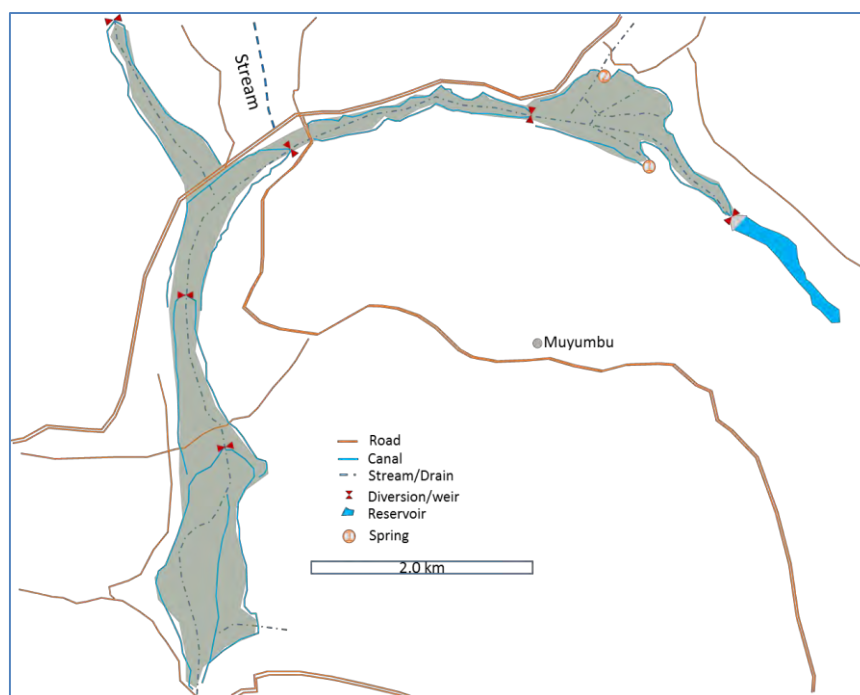 Stream
Muyumbu
Road
Canal
Stream/Drain
Diversion/weir
Reservoir
Spring
2.0 km